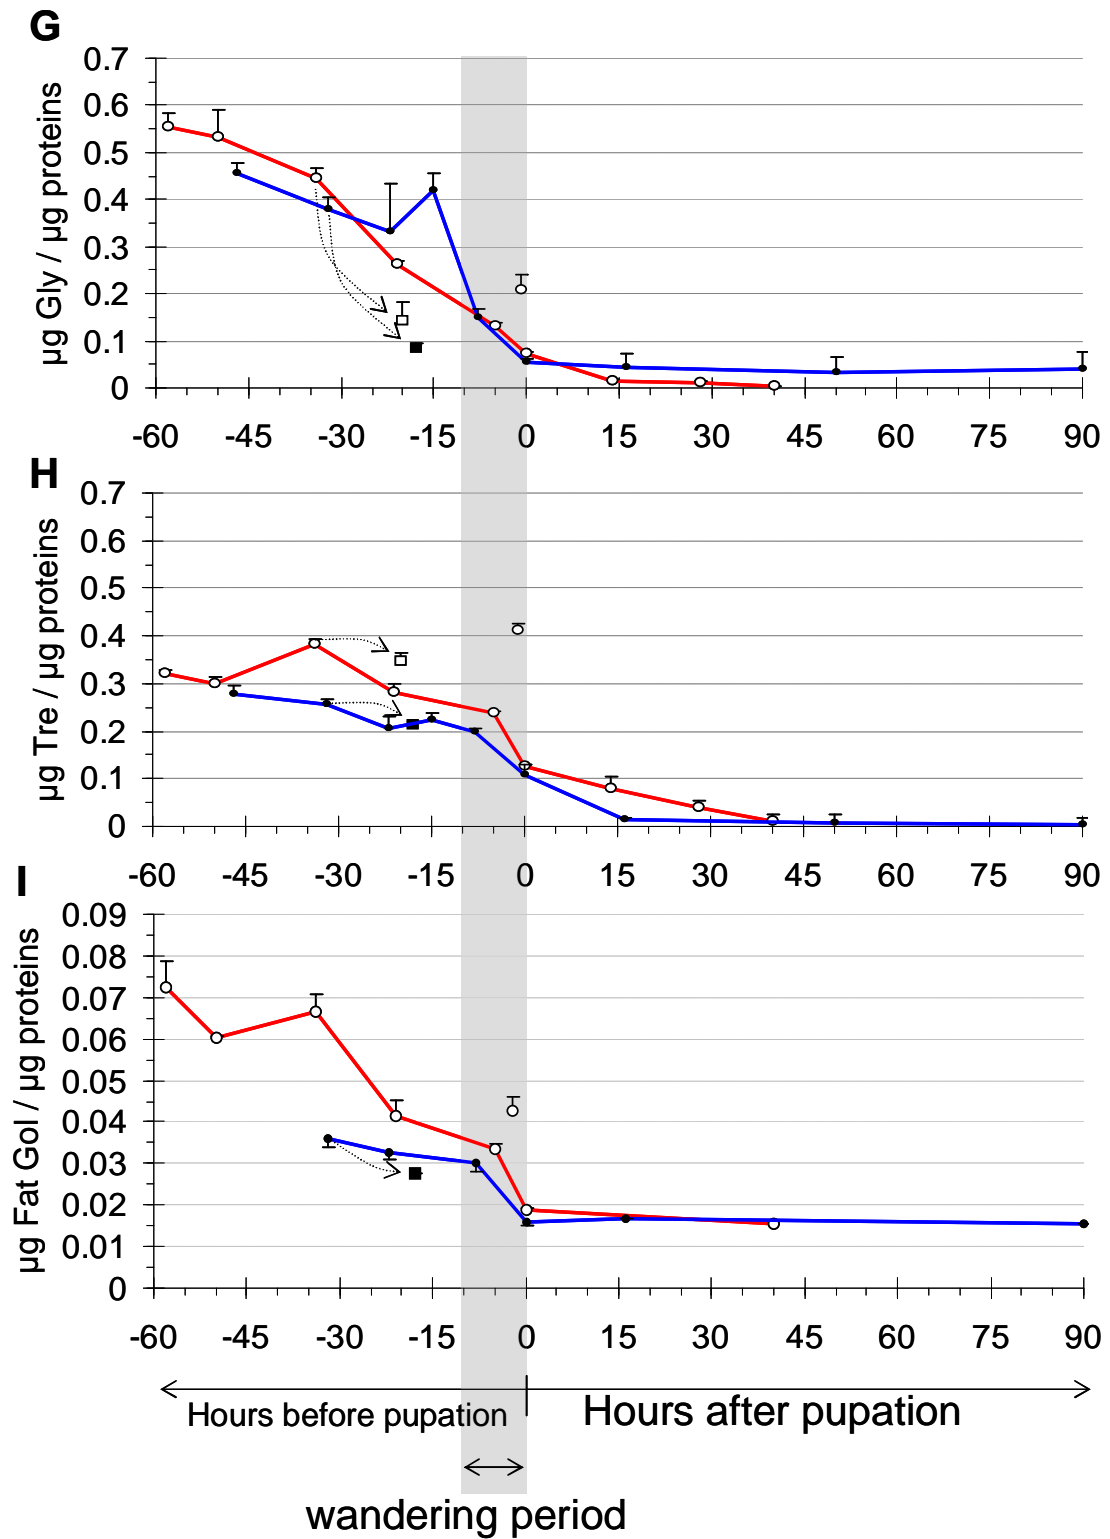 G
µg Gly / µg proteins
0.7
0.6
0.5
0.4
0.3
0.2
0.1
0
-60 -45 -30 -15 0 15 30 45 60 75 90
H
µg Tre / µg proteins
0.7
0.6
0.5
0.4
0.3
0.2
0.1
0
-60 -45 -30 -15 0 15 30 45 60 75 90
I
µg Fat Gol / µg proteins
0.09
0.08
0.07
0.06
0.05
0.04
0.03
0.02
0.01
0
-60 -45 -30 -15 0 15 30 45 60 75 90
Hours before pupation Hours after pupation
wandering period